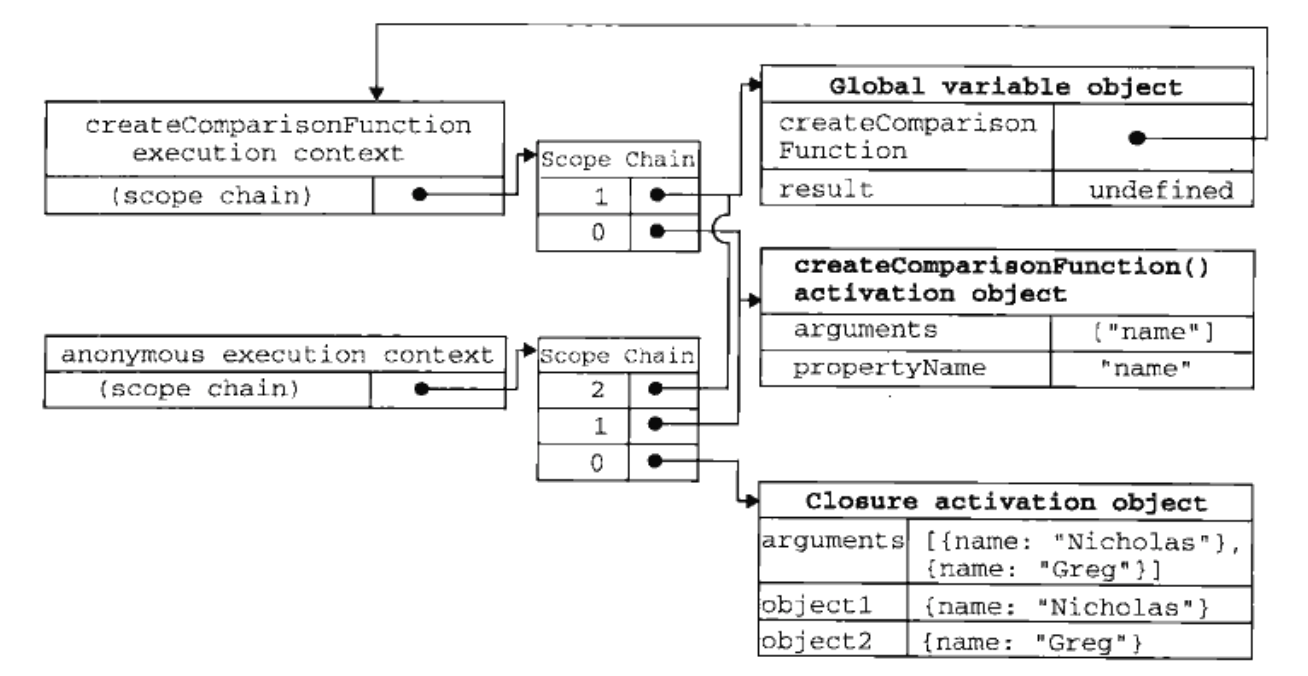 createComparisonFunction
execution context
(scope chain)
Scope Chain
1
0
Global variable object
createComparison
Function
result undefined
createComparisonFunction()
activation object
arguments ["name"]
propertyName "name"
anonymous execution context
(scope chain)
Scope Chain
2
1
0
Closure activation object
arguments [{name: "Nicholas"},
{name: "Greg"}]
object1 {name: "Nicholas"}
object2 {name: "Greg"}